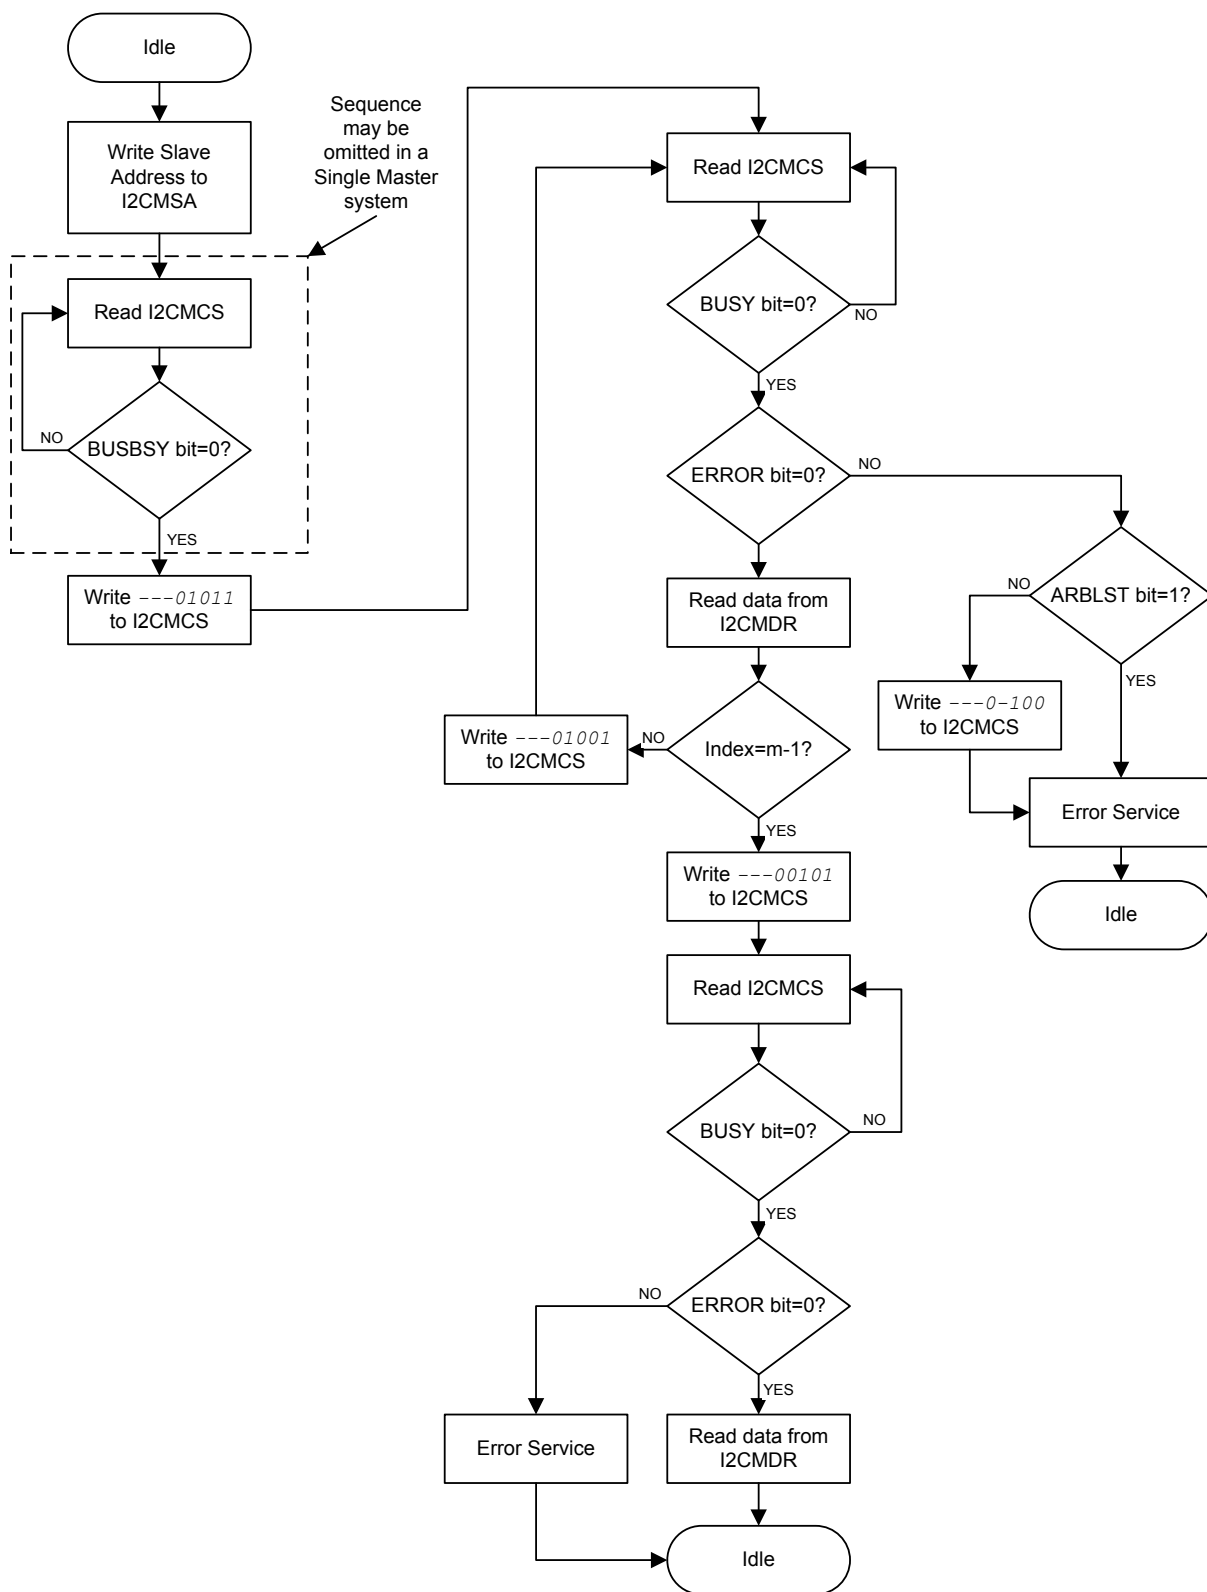 Idle
Write Slave
Address to
I2CMSA
Sequence
may be
omitted in a
Single Master
system
Read I2CMCS
BUSBSY bit=0?
NO
YES
Write ---01011
to I2CMCS
Read I2CMCS
BUSY bit=0?
NO
YES
ERROR bit=0?
NO
ARBLST bit=1?
NO
YES
Write ---0-100
to I2CMCS
Error Service
Idle
Read data from
I2CMDR
Index=m-1?
NO
Write ---01001
to I2CMCS
YES
Write ---00101
to I2CMCS
Read I2CMCS
BUSY bit=0?
NO
YES
ERROR bit=0?
NO
YES
Error Service
Read data from
I2CMDR
Idle